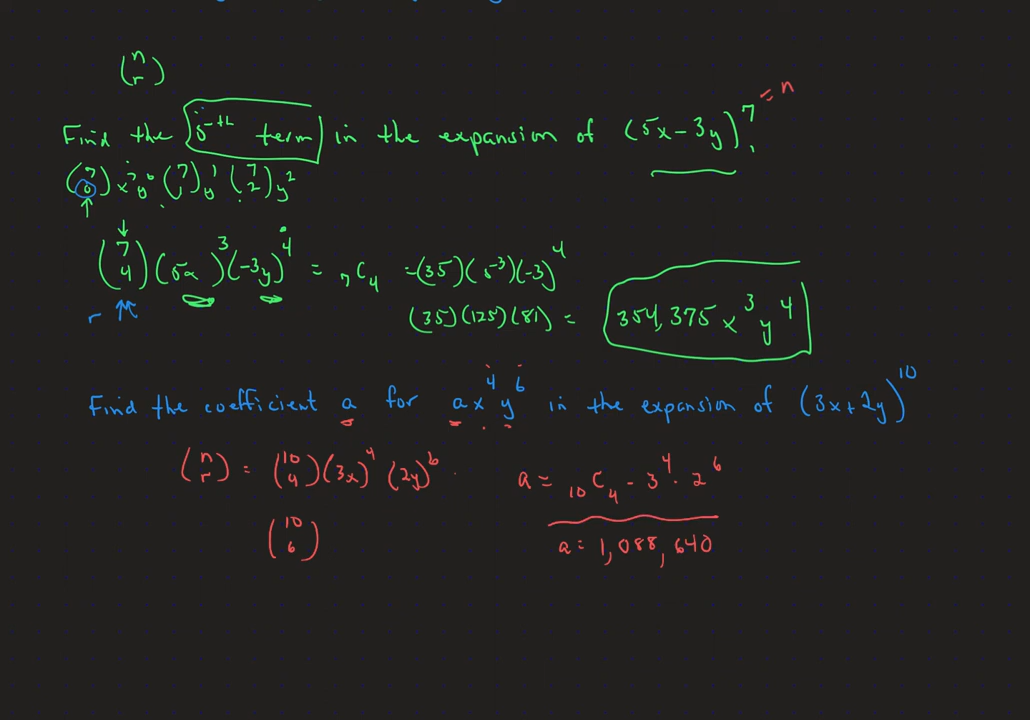 (n r)
Find the 5-th term in the expansion of (5x - 3y)^7. = n
(7 0) x^7 y^0 (7 1) y^1 (7 2) y^2
(7 4) (5x)^3 (-3y)^4 = 7C4 = (35)(5^3)(-3)^4
r
(35)(125)(81) = 354,375 x^3 y^4
Find the coefficient a for a x^4 y^6 in the expansion of (3x + 2y)^10
(n r) = (10 4) (3x)^4 (2y)^6 . a = 10C4 - 3^4 · 2^6
(10 6) a = 1,088,640